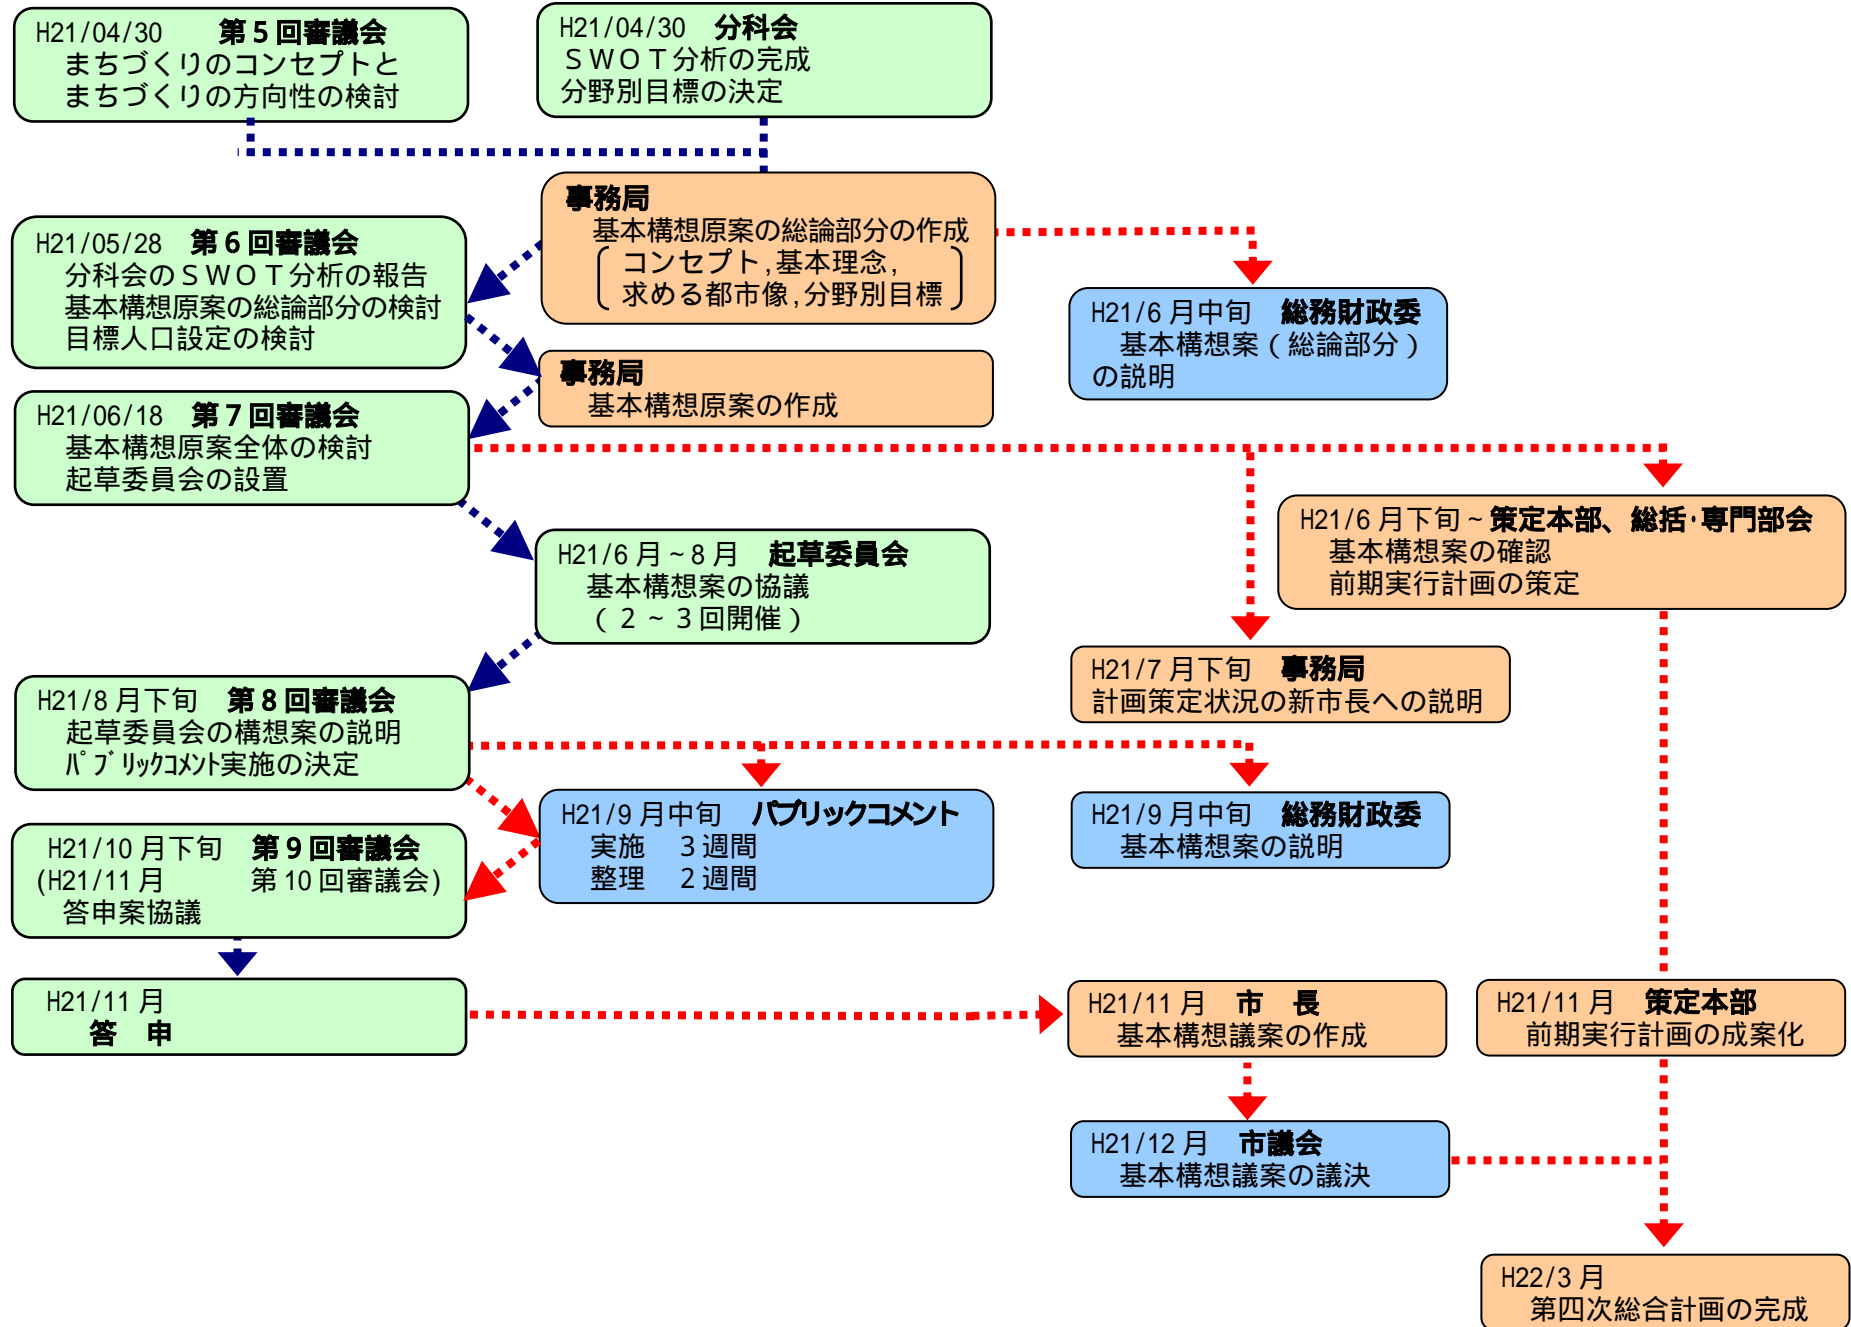 H21/04/30　第5回審議会
まちづくりのコンセプトと
まちづくりの方向性の検討
H21/04/30　分科会
ＳＷＯＴ分析の完成
分野別目標の決定
事務局
基本構想原案の総論部分の作成
コンセプト,基本理念,
求める都市像,分野別目標
H21/05/28　第6回審議会
分科会のＳＷＯＴ分析の報告
基本構想原案の総論部分の検討
目標人口設定の検討
H21/6月中旬　総務財政委
基本構想案（総論部分）
の説明
事務局
基本構想原案の作成
H21/06/18　第7回審議会
基本構想原案全体の検討
起草委員会の設置
H21/6月下旬～策定本部、総括・専門部会
基本構想案の確認
前期実行計画の策定
H21/6月～8月　起草委員会
基本構想案の協議
（2～3回開催）
H21/7月下旬　事務局
計画策定状況の新市長への説明
H21/8月下旬　第8回審議会
起草委員会の構想案の説明
ﾊﾟﾌﾞﾘｯｸｺﾒﾝﾄ実施の決定
H21/9月中旬　パブリックコメント
実施　3週間
整理　2週間
H21/9月中旬　総務財政委
基本構想案の説明
H21/10月下旬　第9回審議会
(H21/11月　第10回審議会)
答申案協議
H21/11月
答　申
H21/11月　市　長
基本構想議案の作成
H21/11月　策定本部
前期実行計画の成案化
H21/12月　市議会
基本構想議案の議決
H22/3月
第四次総合計画の完成